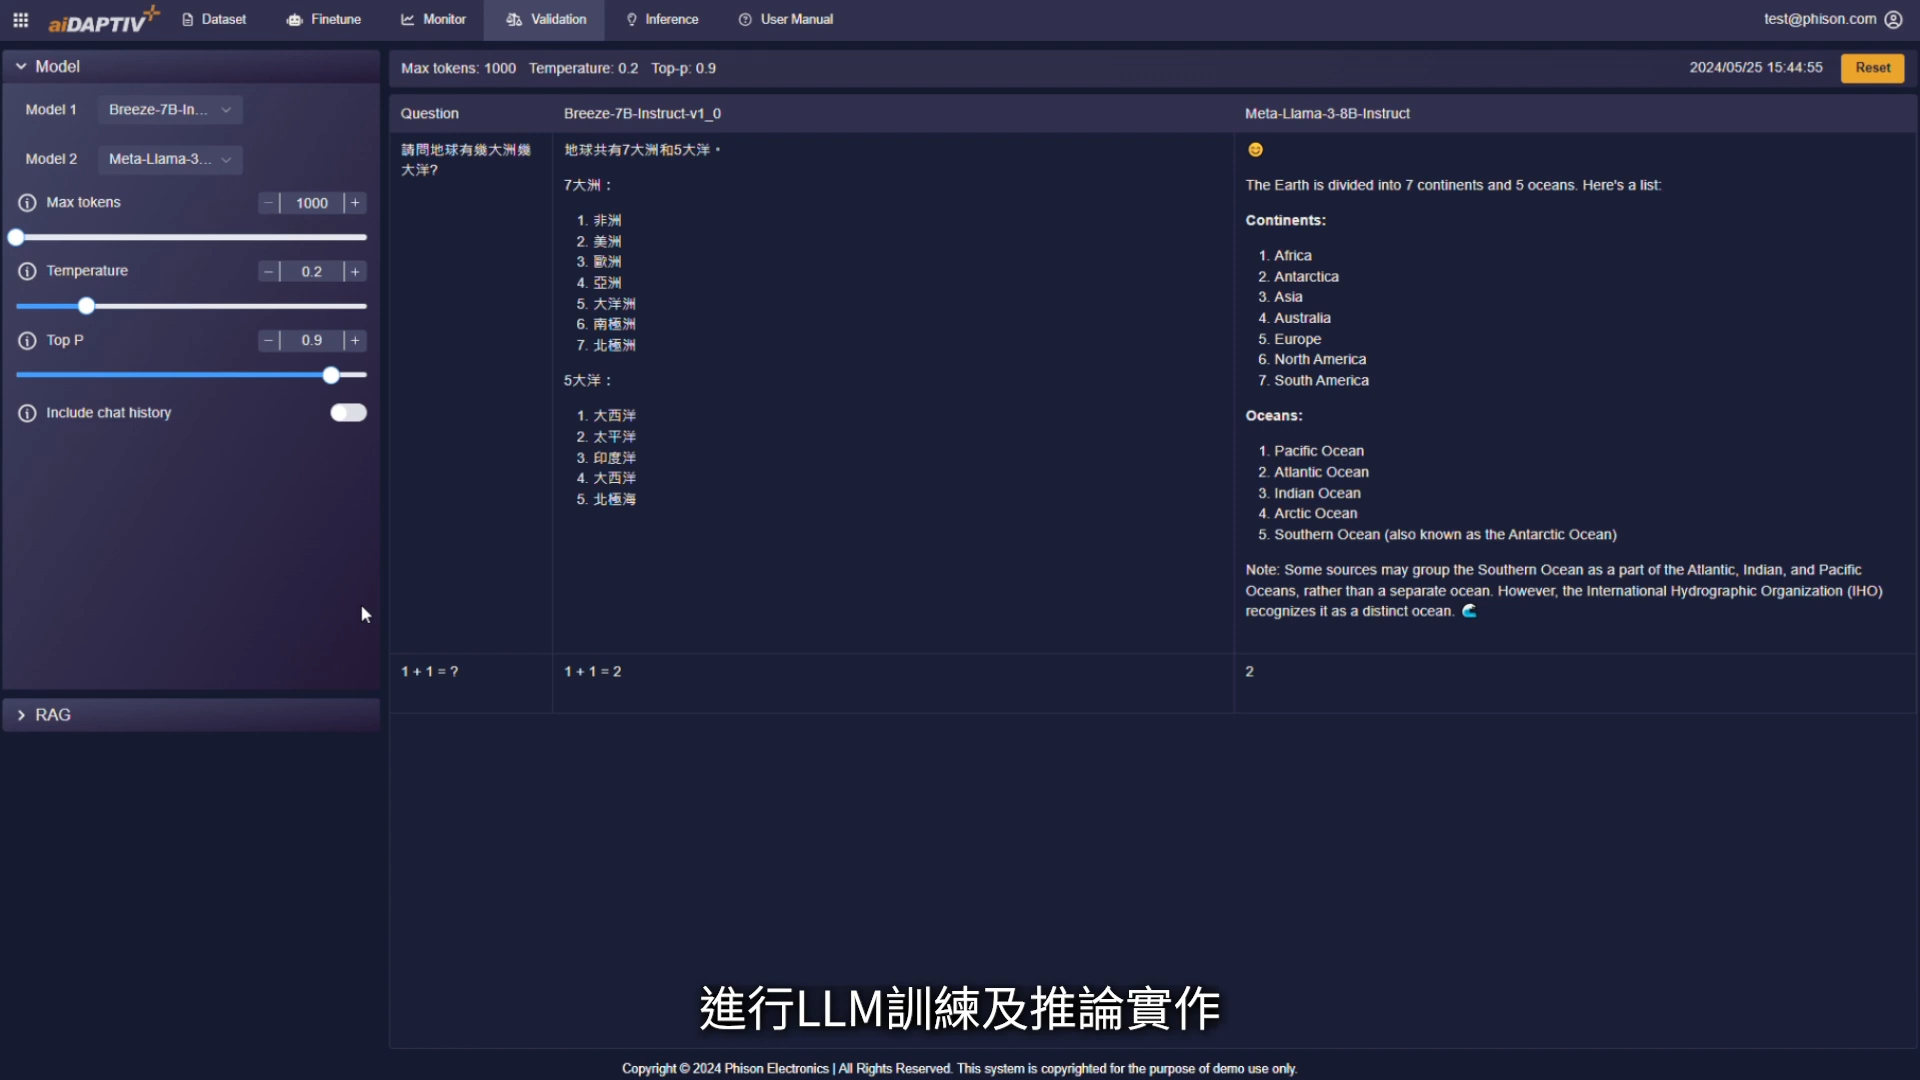 aiDAPTIV+
Dataset
Finetune
Monitor
Validation
Inference
User Manual
test@phison.com
Model
Model 1
Breeze-7B-In...
Model 2
Meta-Llama-3...
Max tokens
1000
Temperature
0.2
Top P
0.9
Include chat history
RAG
Max tokens: 1000 Temperature: 0.2 Top-p: 0.9
2024/05/25 15:44:55
Reset
Question
Breeze-7B-Instruct-v1_0
Meta-Llama-3-8B-Instruct
請問地球有幾大洲幾
大洋?
地球共有7大洲和5大洋。
7大洲：
1. 非洲
2. 美洲
3. 歐洲
4. 亞洲
5. 大洋洲
6. 南極洲
7. 北極洲
5大洋：
1. 大西洋
2. 太平洋
3. 印度洋
4. 大西洋
5. 北極海
😊
The Earth is divided into 7 continents and 5 oceans. Here's a list:
Continents:
1. Africa
2. Antarctica
3. Asia
4. Australia
5. Europe
6. North America
7. South America
Oceans:
1. Pacific Ocean
2. Atlantic Ocean
3. Indian Ocean
4. Arctic Ocean
5. Southern Ocean (also known as the Antarctic Ocean)
Note: Some sources may group the Southern Ocean as a part of the Atlantic, Indian, and Pacific
Oceans, rather than a separate ocean. However, the International Hydrographic Organization (IHO)
recognizes it as a distinct ocean. 🌊
1 + 1 = ?
1 + 1 = 2
2
進行LLM訓練及推論實作
Copyright © 2024 Phison Electronics | All Rights Reserved. This system is copyrighted for the purpose of demo use only.